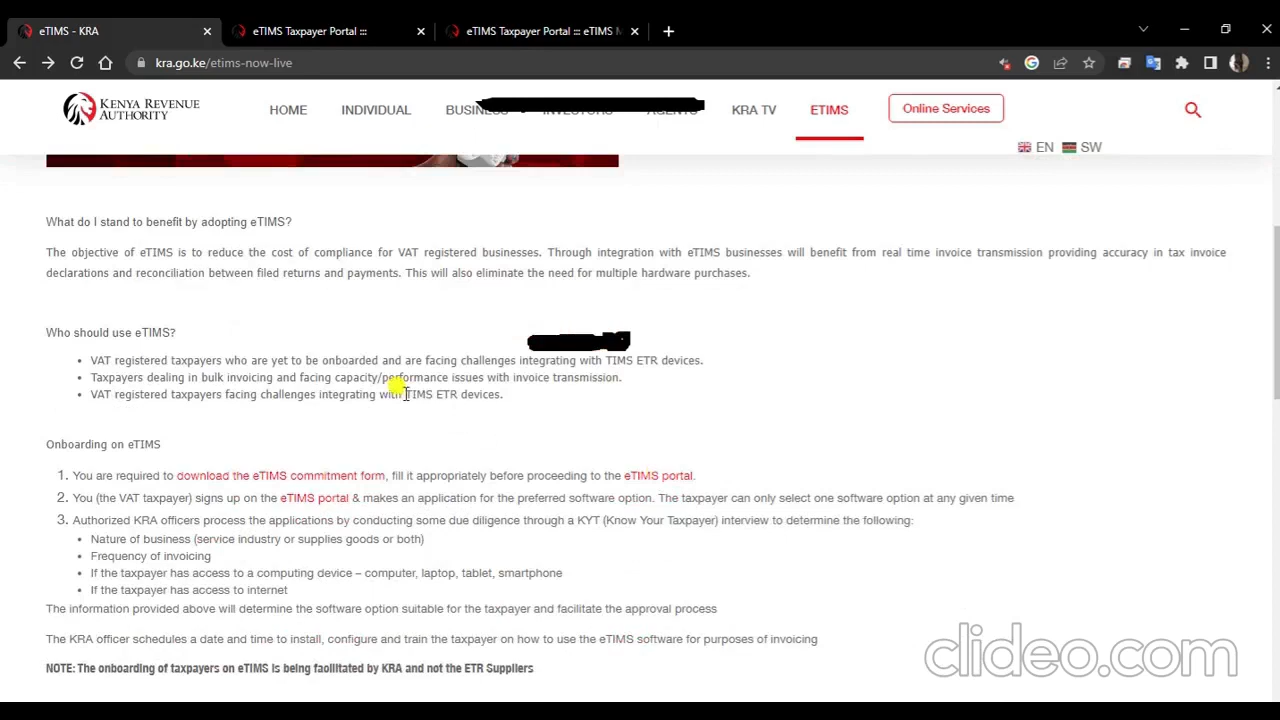 eTIMS - KRA
eTIMS Taxpayer Portal :::
eTIMS Taxpayer Portal ::: eTIMS
kra.go.ke/etims-now-live
KENYA REVENUE
AUTHORITY
HOME INDIVIDUAL BUSINESS INVESTORS AGENTS KRA TV ETIMS Online Services
EN SW
What do I stand to benefit by adopting eTIMS?
The objective of eTIMS is to reduce the cost of compliance for VAT registered businesses. Through integration with eTIMS businesses will benefit from real time invoice transmission providing accuracy in tax invoice
declarations and reconciliation between filed returns and payments. This will also eliminate the need for multiple hardware purchases.
Who should use eTIMS?
• VAT registered taxpayers who are yet to be onboarded and are facing challenges integrating with TIMS ETR devices.
• Taxpayers dealing in bulk invoicing and facing capacity/performance issues with invoice transmission.
• VAT registered taxpayers facing challenges integrating with TIMS ETR devices.
Onboarding on eTIMS
1. You are required to download the eTIMS commitment form, fill it appropriately before proceeding to the eTIMS portal.
2. You (the VAT taxpayer) signs up on the eTIMS portal & makes an application for the preferred software option. The taxpayer can only select one software option at any given time
3. Authorized KRA officers process the applications by conducting some due diligence through a KYT (Know Your Taxpayer) interview to determine the following:
• Nature of business (service industry or supplies goods or both)
• Frequency of invoicing
• If the taxpayer has access to a computing device – computer, laptop, tablet, smartphone
• If the taxpayer has access to internet
The information provided above will determine the software option suitable for the taxpayer and facilitate the approval process
The KRA officer schedules a date and time to install, configure and train the taxpayer on how to use the eTIMS software for purposes of invoicing
NOTE: The onboarding of taxpayers on eTIMS is being faoilitated by KRA and not the ETR Suppliers
clideo.com